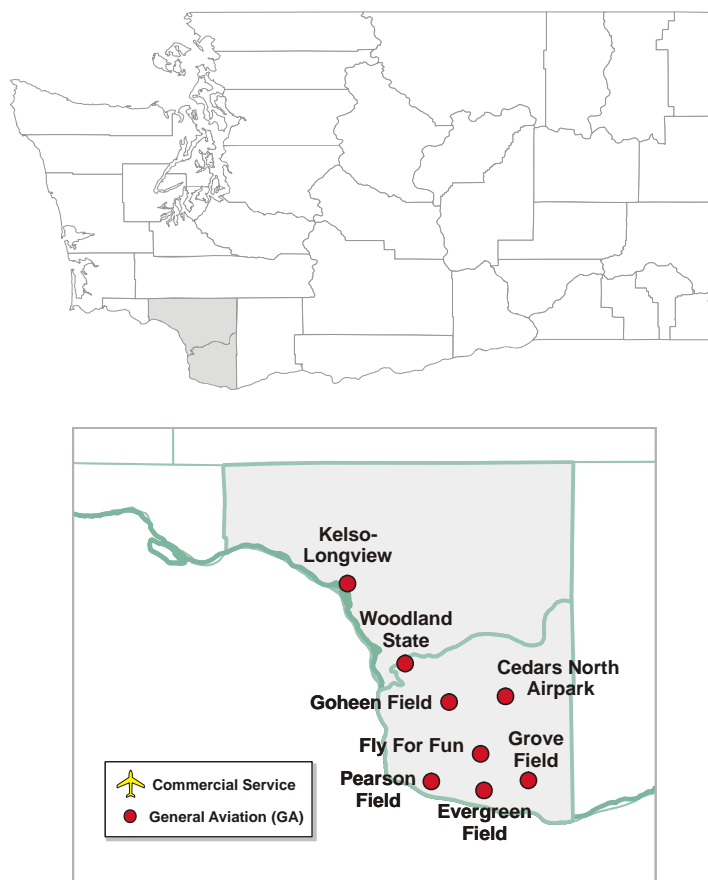 Kelso-
Longview
Woodland
State
Cedars North
Airpark
Goheen Field
Fly For Fun
Grove
Field
Pearson
Field
Evergreen
Field
Commercial Service
General Aviation (GA)